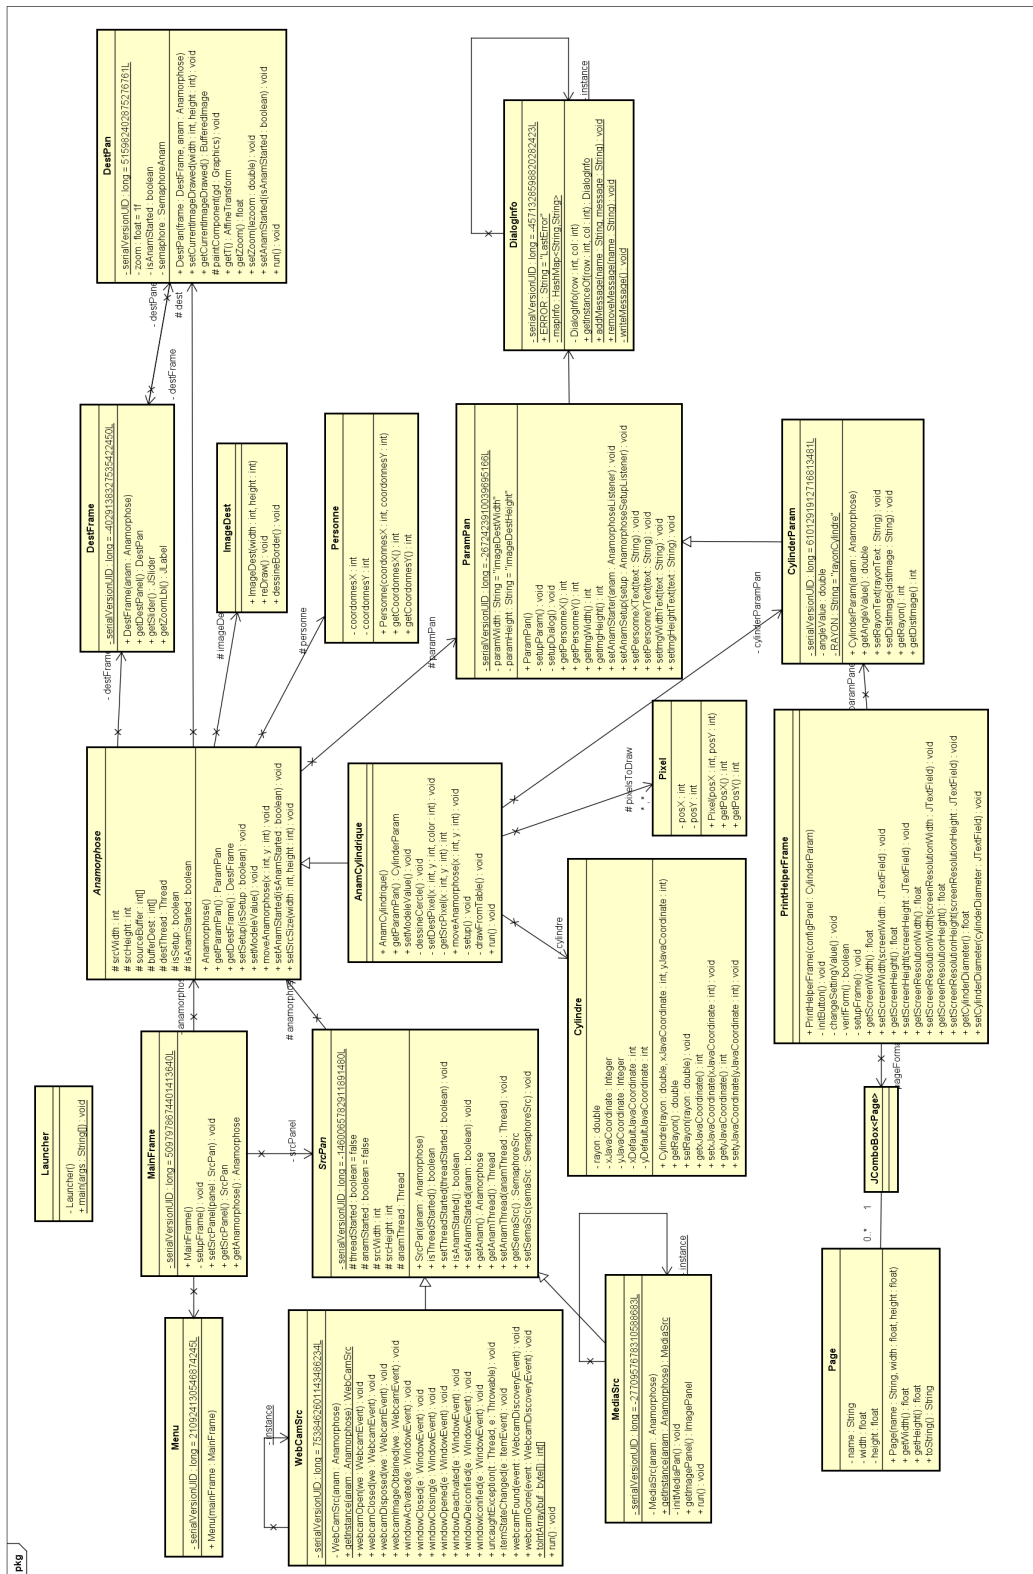 pkg
Launcher
- Launcher()
+ main(args : String[]) : void
Menu
- serialVersionUID : long = 2109241305468742​45L
+ Menu(mainFrame : MainFrame)
MainFrame
- serialVersionUID : long = 5097978674401413640L
+ MainFrame()
- setupFrame() : void
+ setSrcPanel(panel : SrcPan) : void
+ getSrcPanel() : SrcPan
+ getAnamorphose() : Anamorphose
anamorphose
- srcPanel
Anamorphose
# srcWidth : int
# srcHeight : int
# sourceBuffer : int[]
# bufferDest : int[]
# destThread : Thread
# isSetup : boolean
# isAnamStarted : boolean
+ Anamorphose()
+ getParamPan() : ParamPan
+ getDestFrame() : DestFrame
+ setSetup(isSetup : boolean) : void
+ setModeleValue() : void
+ moveAnamorphose(x : int, y : int) : void
+ setAnamStarted(isAnamStarted : boolean) : void
+ setSrcSize(width : int, height : int) : void
- destFrame
DestFrame
- serialVersionUID : long = -4029138327535422450L
+ DestFrame(anam : Anamorphose)
+ getDestPanel() : DestPan
+ getSlider() : JSlider
+ getZoomLbl() : JLabel
- destFrame
- destPane
# dest
DestPan
- serialVersionUID : long = 5159824028752767​61L
- zoom : float = 1f
- isAnamStarted : boolean
- semaphore : SemaphoreAnam
+ DestPan(frame : DestFrame, anam : Anamorphose)
+ setCurrentImageDrawed(width : int, height : int) : void
+ getCurrentImageDrawed() : BufferedImage
# paintComponent(gd : Graphics) : void
+ getT() : AffineTransform
+ getZoom() : float
+ setZoom(lezoom : double) : void
+ setAnamStarted(isAnamStarted : boolean) : void
+ run() : void
# imageDe
ImageDest
+ ImageDest(width : int, height : int)
+ reDraw() : void
+ dessineBorder() : void
# personne
Personne
- coordonnesX : int
- coordonnesY : int
+ Personne(coordonnesX : int, coordonnesY : int)
+ getCoordonnesX() : int
+ getCoordonnesY() : int
# paramPan
WebCamSrc
- serialVersionUID : long = 7538462601143486234L
- WebCamSrc(anam : Anamorphose)
+ getInstance(anam : Anamorphose) : WebCamSrc
+ webcamOpen(we : WebcamEvent) : void
+ webcamClosed(we : WebcamEvent) : void
+ webcamDisposed(we : WebcamEvent) : void
+ webcamImageObtained(we : WebcamEvent) : void
+ windowActivated(e : WindowEvent) : void
+ windowClosed(e : WindowEvent) : void
+ windowClosing(e : WindowEvent) : void
+ windowOpened(e : WindowEvent) : void
+ windowDeactivated(e : WindowEvent) : void
+ windowDeiconified(e : WindowEvent) : void
+ windowIconified(e : WindowEvent) : void
+ uncaughtException(t : Thread, e : Throwable) : void
+ itemStateChanged(e : ItemEvent) : void
+ webcamFound(event : WebcamDiscoveryEvent) : void
+ webcamGone(event : WebcamDiscoveryEvent) : void
+ toIntArray(buf : byte[]) : int[]
+ run() : void
- instance
SrcPan
- serialVersionUID : long = -1460065782911891480L
# threadStarted : boolean = false
# anamStarted : boolean = false
# srcWidth : int
# srcHeight : int
# anamThread : Thread
+ SrcPan(anam : Anamorphose)
+ isThreadStarted() : boolean
+ setThreadStarted(threadStarted : boolean) : void
+ isAnamStarted() : boolean
+ setAnamStarted(anam : boolean) : void
+ getAnam() : Anamorphose
+ getAnamThread() : Thread
+ setAnamThread(anamThread : Thread) : void
+ getSemaSrc() : SemaphoreSrc
+ setSemaSrc(semaSrc : SemaphoreSrc) : void
# anamorphos
AnamCylindrique
+ AnamCylindrique()
+ getParamPan() : CylinderParam
+ setModeleValue() : void
- dessineCercle() : void
- setDestPixel(x : int, y : int, color : int) : void
- getSrcPixel(x : int, y : int) : int
+ moveAnamorphose(x : int, y : int) : void
- setup() : void
- drawFromTable() : void
+ run() : void
ParamPan
- serialVersionUID : long = -2672423910039695166L
- paramWidth : String = "imageDestWidth"
- paramHeight : String = "imageDestHeight"
+ ParamPan()
- setupParam() : void
- setupDialog() : void
+ getPersonneX() : int
+ getPersonneY() : int
+ getImgWidth() : int
+ getImgHeight() : int
+ setAnamStarter(anam : AnamorphoseListener) : void
+ setAnamSetup(setup : AnamorphoseSetupListener) : void
+ setPersonneXText(text : String) : void
+ setPersonneYText(text : String) : void
+ setImgWidthText(text : String) : void
+ setImgHeightText(text : String) : void
DialogInfo
- serialVersionUID : long = -4571328598820282423L
+ ERROR : String = "LastError"
- mapInfo : HashMap<String,String>
- DialogInfo(row : int, col : int)
+ getInstanceOf(row : int, col : int) : DialogInfo
+ addMessage(name : String, message : String) : void
+ removeMessage(name : String) : void
- writeMessage() : void
- instance
MediaSrc
- serialVersionUID : long = -2770957678310588683L
- MediaSrc(anam : Anamorphose)
+ getInstance(anam : Anamorphose) : MediaSrc
- initMediaPan() : void
+ getImagePanel() : ImagePanel
+ run() : void
- instance
Cylindre
- rayon : double
- xJavaCoordinate : Integer
- yJavaCoordinate : Integer
- xDefaultJavaCoordinate : int
- yDefaultJavaCoordinate : int
+ Cylindre(rayon : double, xJavaCoordinate : int, yJavaCoordinate : int)
+ getRayon() : double
+ setRayon(rayon : double) : void
+ getxJavaCoordinate() : int
+ setxJavaCoordinate(xJavaCoordinate : int) : void
+ getyJavaCoordinate() : int
+ setyJavaCoordinate(yJavaCoordinate : int) : void
- cylindre
# pixelsToDraw
Pixel
- posX : int
- posY : int
+ Pixel(posX : int, posY : int)
+ getPosX() : int
+ getPosY() : int
- cylinderParamPan
CylinderParam
- serialVersionUID : long = 6101291912716813481L
- angleValue : double
- RAYON : String = "rayonCylindre"
+ CylinderParam(anam : Anamorphose)
+ getAngleValue() : double
+ setRayonText(rayonText : String) : void
+ setDistImage(distImage : String) : void
+ getRayon() : int
+ getDistImage() : int
paramPane
Page
- name : String
- width : float
- height : float
+ Page(name : String, width : float, height : float)
+ getWidth() : float
+ getHeight() : float
+ toString() : String
0..*
1
JComboBox<Page>
pageForma
PrintHelperFrame
+ PrintHelperFrame(configPanel : CylinderParam)
- initButton() : void
- changeSettingValue() : void
- verifForm() : boolean
- setupFrame() : void
+ getScreenWidth() : float
+ setScreenWidth(screenWidth : JTextField) : void
+ getScreenHeight() : float
+ setScreenHeight(screenHeight : JTextField) : void
+ getScreenResolutionWidth() : float
+ setScreenResolutionWidth(screenResolutionWidth : JTextField) : void
+ getScreenResolutionHeight() : float
+ setScreenResolutionHeight(screenResolutionHeight : JTextField) : void
+ getCylinderDiameter() : float
+ setCylinderDiameter(cylinderDiameter : JTextField) : void